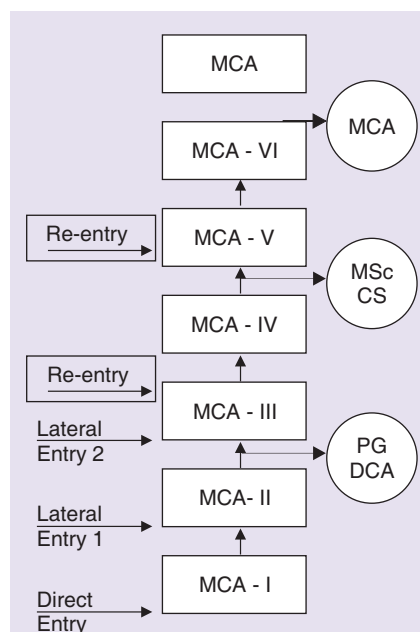 MCA
MCA
MCA - VI
Re-entry
MCA - V
MSc
CS
MCA - IV
Re-entry
MCA - III
Lateral
Entry 2
PG
DCA
MCA- II
Lateral
Entry 1
MCA - I
Direct
Entry